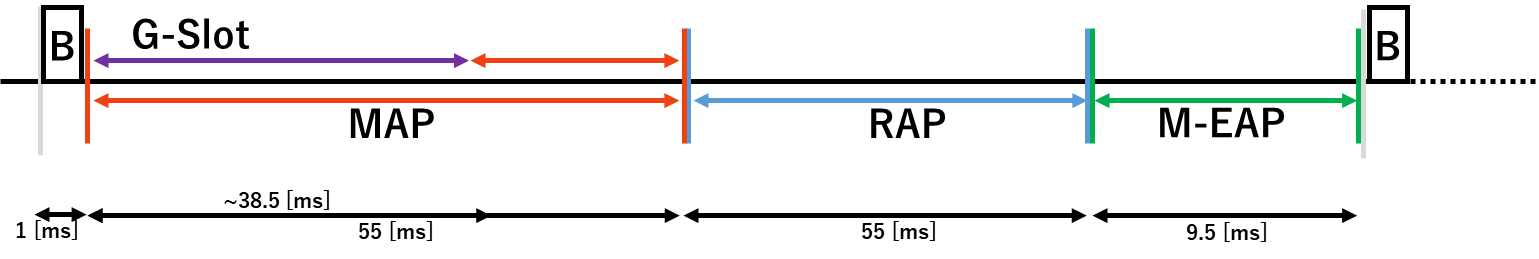 B
G-Slot
B
MAP
RAP
M-EAP
~38.5 [ms]
1 [ms]
55 [ms]
55 [ms]
9.5 [ms]